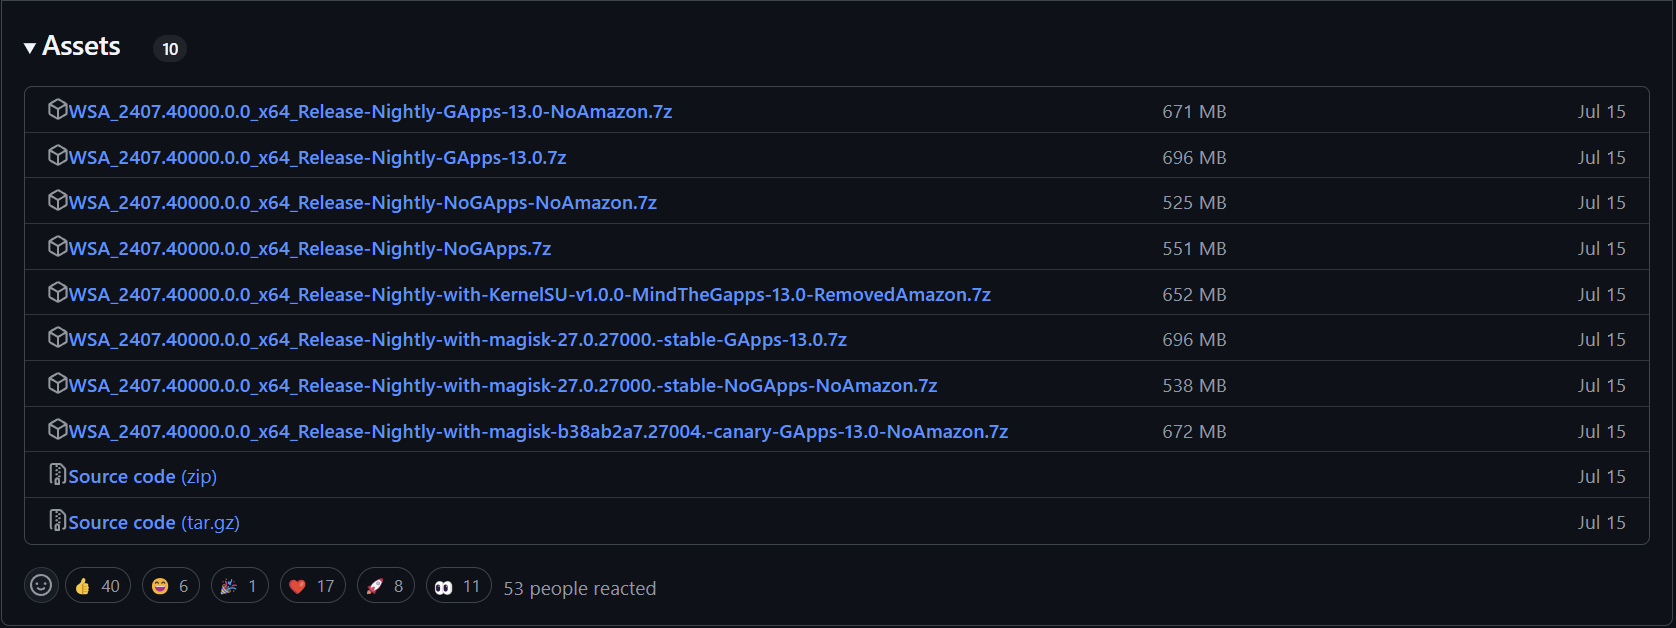 Assets 10
WSA_2407.40000.0.0_x64_Release-Nightly-GApps-13.0-NoAmazon.7z 671 MB Jul 15
WSA_2407.40000.0.0_x64_Release-Nightly-GApps-13.0.7z 696 MB Jul 15
WSA_2407.40000.0.0_x64_Release-Nightly-NoGApps-NoAmazon.7z 525 MB Jul 15
WSA_2407.40000.0.0_x64_Release-Nightly-NoGApps.7z 551 MB Jul 15
WSA_2407.40000.0.0_x64_Release-Nightly-with-KernelSU-v1.0.0-MindTheGapps-13.0-RemovedAmazon.7z 652 MB Jul 15
WSA_2407.40000.0.0_x64_Release-Nightly-with-magisk-27.0.27000.-stable-GApps-13.0.7z 696 MB Jul 15
WSA_2407.40000.0.0_x64_Release-Nightly-with-magisk-27.0.27000.-stable-NoGApps-NoAmazon.7z 538 MB Jul 15
WSA_2407.40000.0.0_x64_Release-Nightly-with-magisk-b38ab2a7.27004.-canary-GApps-13.0-NoAmazon.7z 672 MB Jul 15
Source code (zip) Jul 15
Source code (tar.gz) Jul 15
40 6 1 17 8 11 53 people reacted